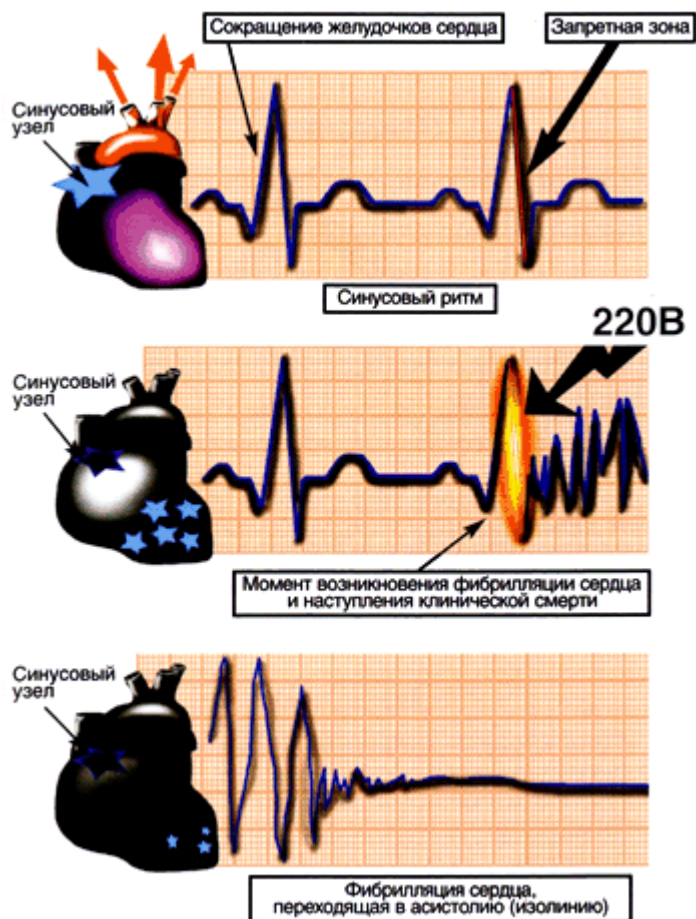 Сокращение желудочков сердца
Запретная зона
Синусовый
узел
Синусовый ритм
220В
Синусовый
узел
Момент возникновения фибрилляции сердца
и наступления клинической смерти
Синусовый
узел
Фибрилляция сердца,
переходящая в асистолию (изолинию)